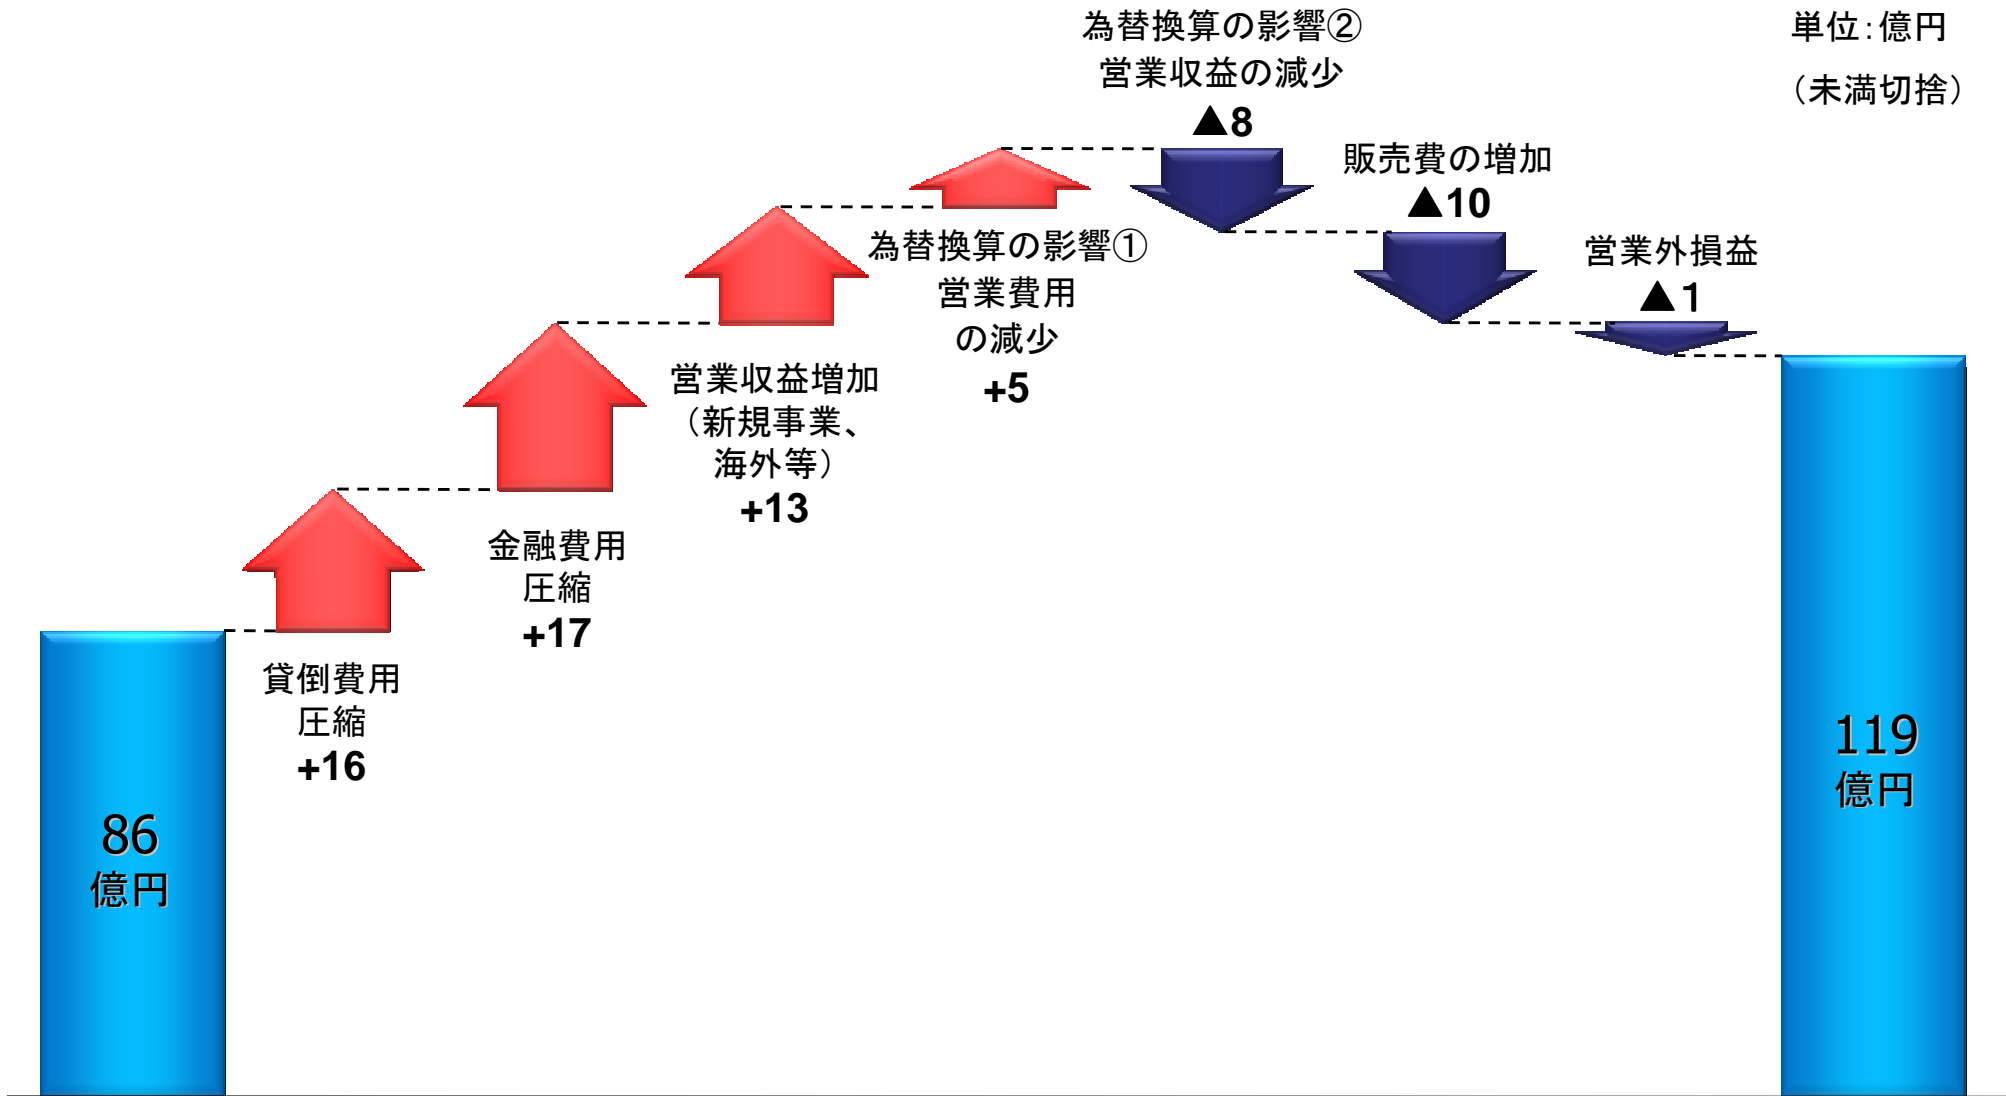 単位：億円
（未満切捨）
86
億円
貸倒費用
圧縮
+16
金融費用
圧縮
+17
営業収益増加
（新規事業、
海外等）
+13
為替換算の影響①
営業費用
の減少
+5
為替換算の影響②
営業収益の減少
▲8
販売費の増加
▲10
営業外損益
▲１
119
億円